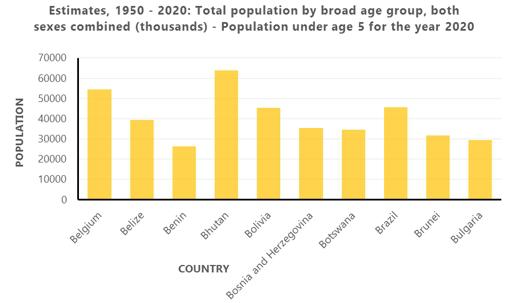 Estimates, 1950 - 2020: Total population by broad age group, both
sexes combined (thousands) - Population under age 5 for the year 2020
70000
60000
50000
40000
30000
20000
10000
0
POPULATION
Belgium
Belize
Benin
Bhutan
Bolivia
Bosnia and Herzegovina
Botswana
Brazil
Brunei
Bulgaria
COUNTRY